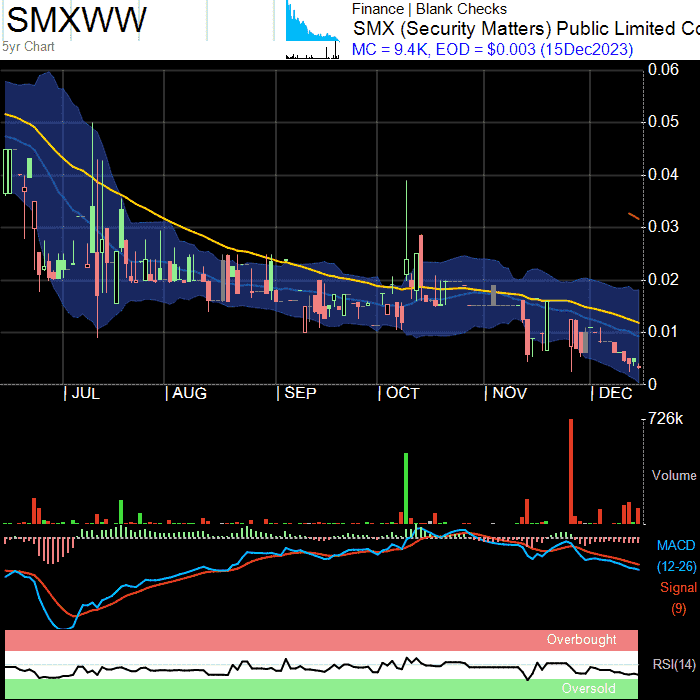 SMXWW
5yr Chart
Finance | Blank Checks
SMX (Security Matters) Public Limited Co
MC = 9.4K, EOD = $0.003 (15Dec2023)
0.06
0.05
0.04
0.03
0.02
0.01
0
| JUL | AUG | SEP | OCT | NOV | DEC
726k
Volume
MACD
(12-26)
Signal
(9)
Overbought
RSI(14)
Oversold